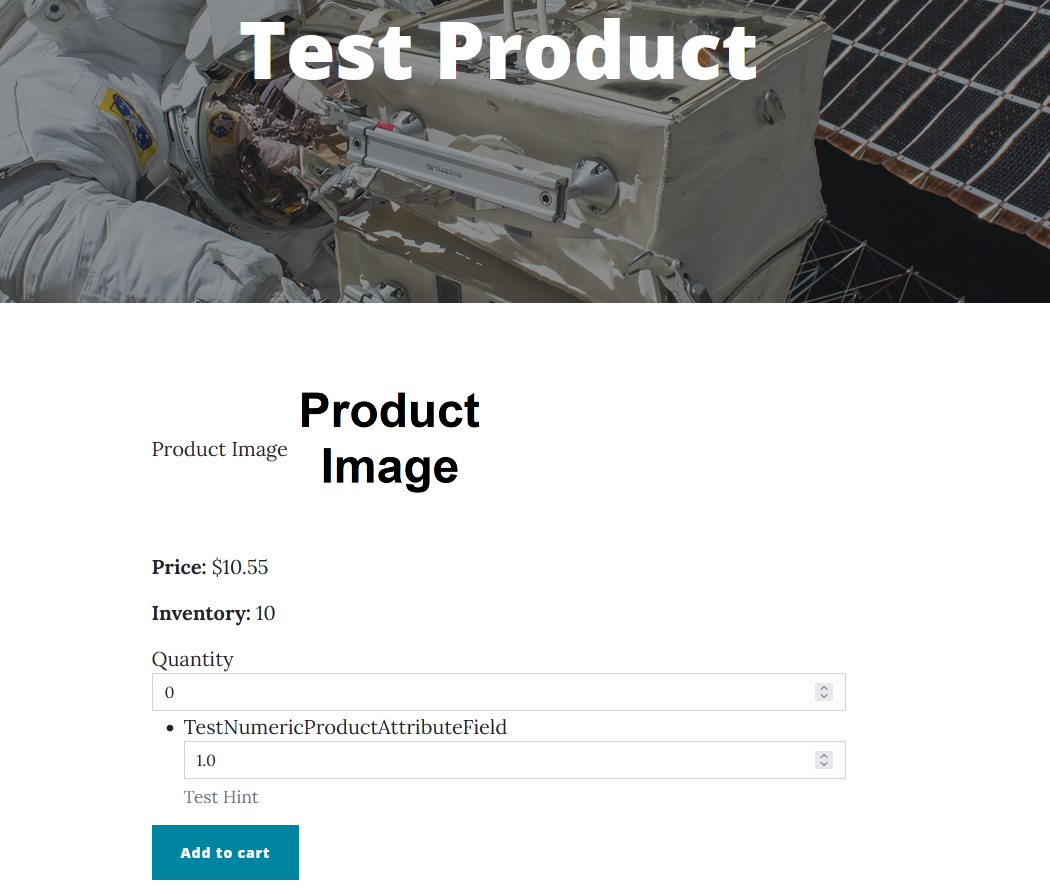 Test Product
Product Image
Product
Image
Price: $10.55
Inventory: 10
Quantity
0
TestNumericProductAttributeField
1.0
Test Hint
Add to cart